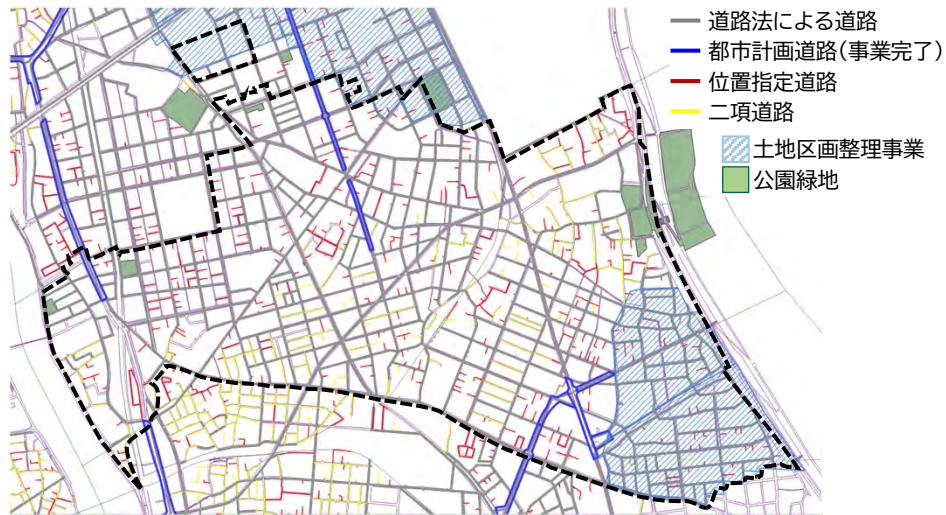 道路法による道路
都市計画道路(事業完了)
位置指定道路
二項道路
土地区画整理事業
公園緑地